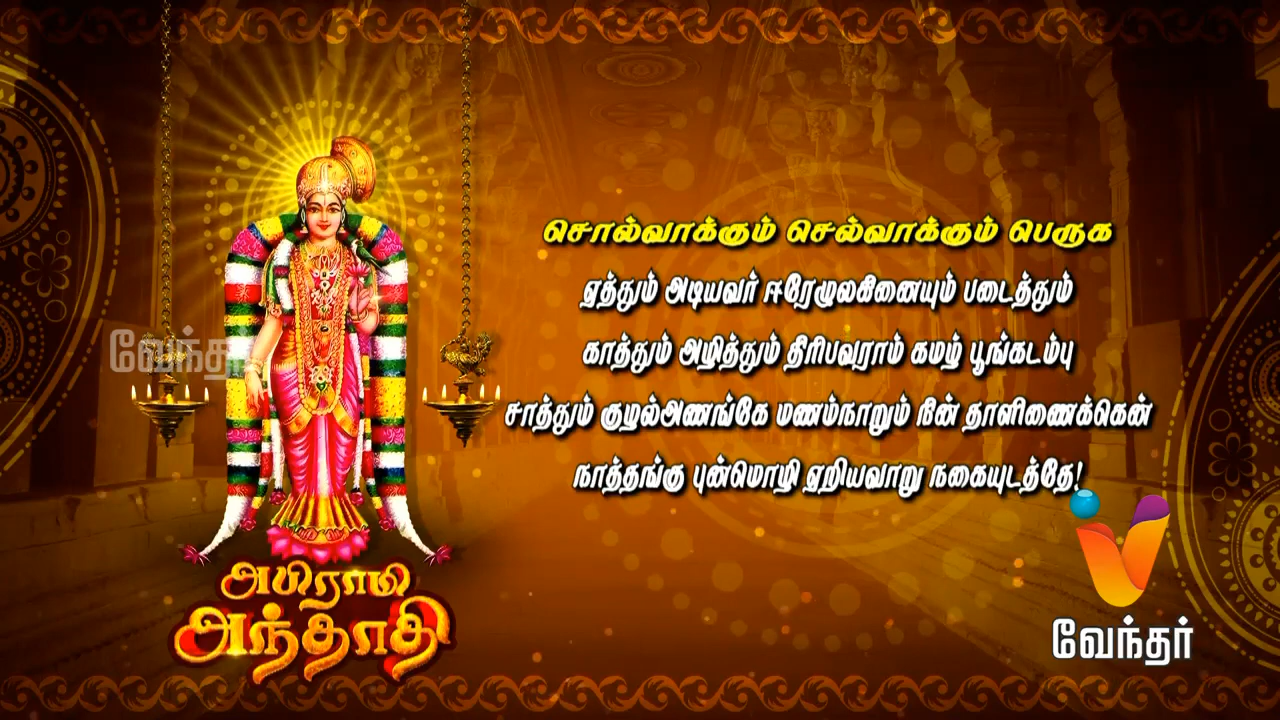 சொல்வாக்கும் செல்வாக்கும் பெருக
ஏத்தும் அடியவர் ஈரேழுலகினையும் படைத்தும்
காத்தும் அழித்தும் திரிபவராம் கமழ் பூங்கடம்பு
சாத்தும் குழல்அணங்கே மணம்நாறும் நின் தாளிணைக்கென்
நாத்தங்கு புன்மொழி ஏறியவாறு நகையுடத்தே!
வேந்தர்
அபிராமி
அந்தாதி
வேந்தர்